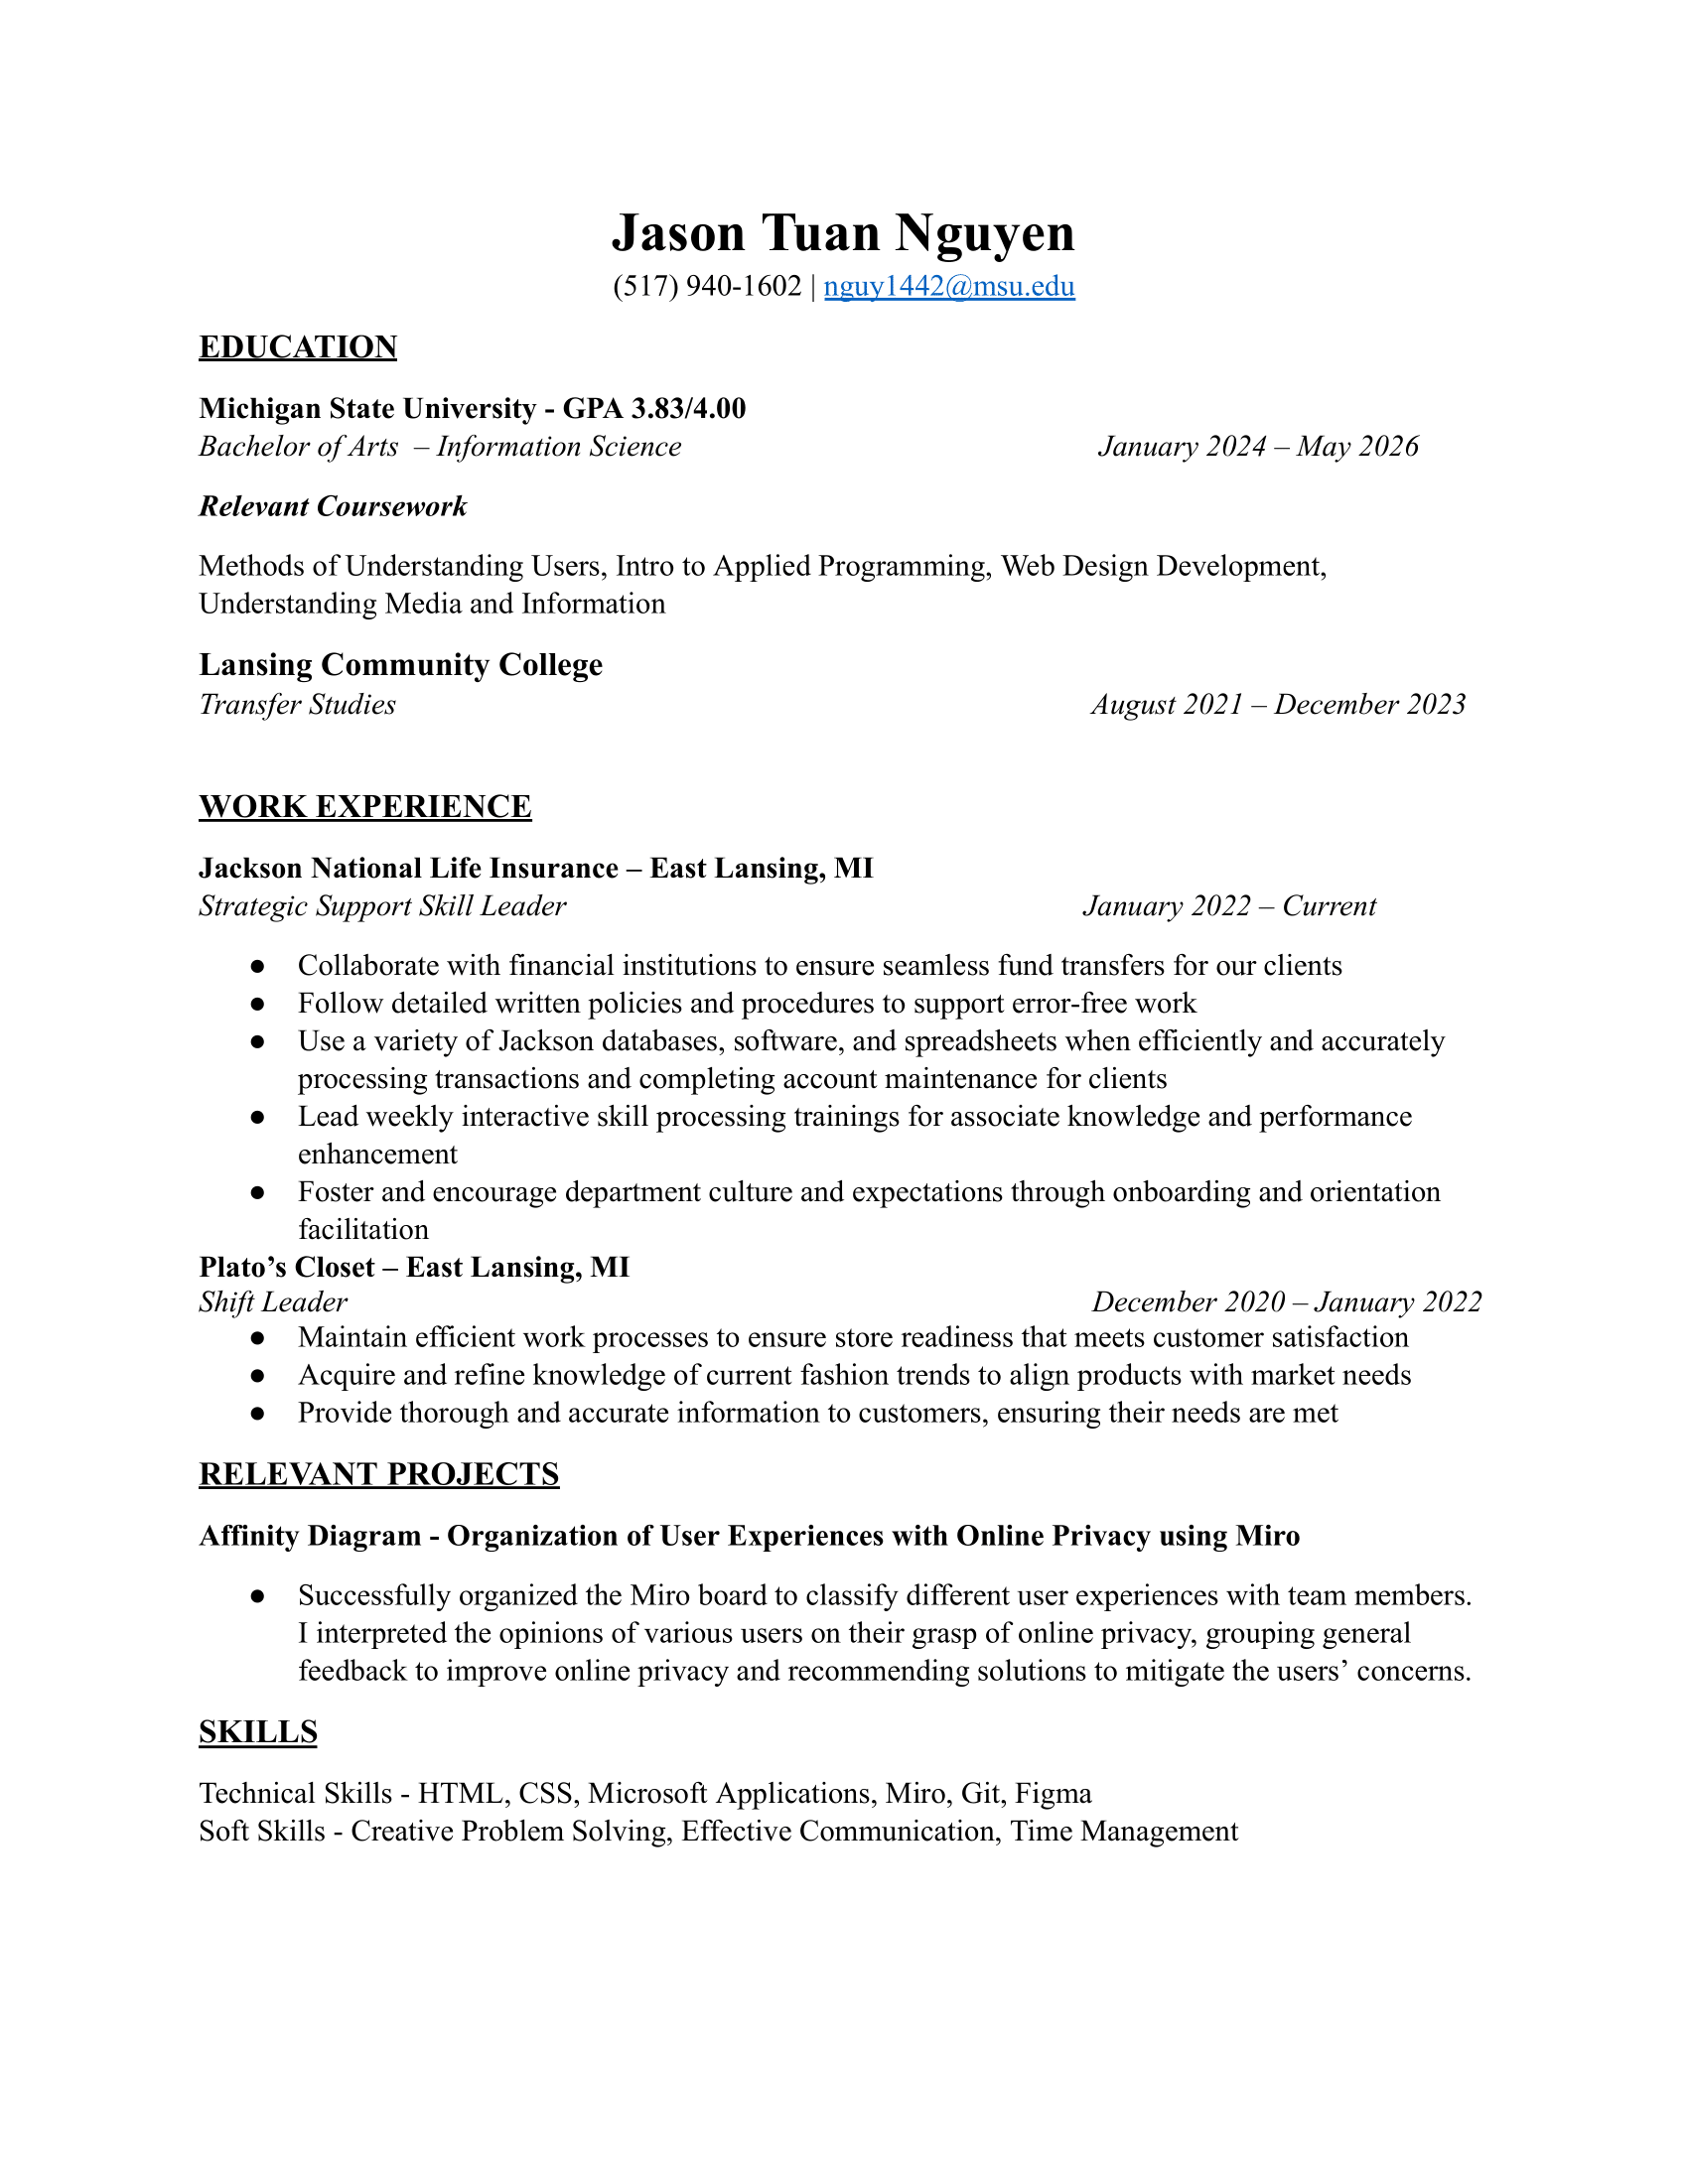 Jason Tuan Nguyen
(517) 940-1602 | nguy1442@msu.edu
EDUCATION
Michigan State University - GPA 3.83/4.00
Bachelor of Arts – Information Science January 2024 – May 2026
Relevant Coursework
Methods of Understanding Users, Intro to Applied Programming, Web Design Development,
Understanding Media and Information
Lansing Community College
Transfer Studies August 2021 – December 2023
WORK EXPERIENCE
Jackson National Life Insurance – East Lansing, MI
Strategic Support Skill Leader January 2022 – Current
● Collaborate with financial institutions to ensure seamless fund transfers for our clients
● Follow detailed written policies and procedures to support error-free work
● Use a variety of Jackson databases, software, and spreadsheets when efficiently and accurately
processing transactions and completing account maintenance for clients
● Lead weekly interactive skill processing trainings for associate knowledge and performance
enhancement
● Foster and encourage department culture and expectations through onboarding and orientation
facilitation
Plato’s Closet – East Lansing, MI
Shift Leader December 2020 – January 2022
● Maintain efficient work processes to ensure store readiness that meets customer satisfaction
● Acquire and refine knowledge of current fashion trends to align products with market needs
● Provide thorough and accurate information to customers, ensuring their needs are met
RELEVANT PROJECTS
Affinity Diagram - Organization of User Experiences with Online Privacy using Miro
● Successfully organized the Miro board to classify different user experiences with team members.
I interpreted the opinions of various users on their grasp of online privacy, grouping general
feedback to improve online privacy and recommending solutions to mitigate the users’ concerns.
SKILLS
Technical Skills - HTML, CSS, Microsoft Applications, Miro, Git, Figma
Soft Skills - Creative Problem Solving, Effective Communication, Time Management